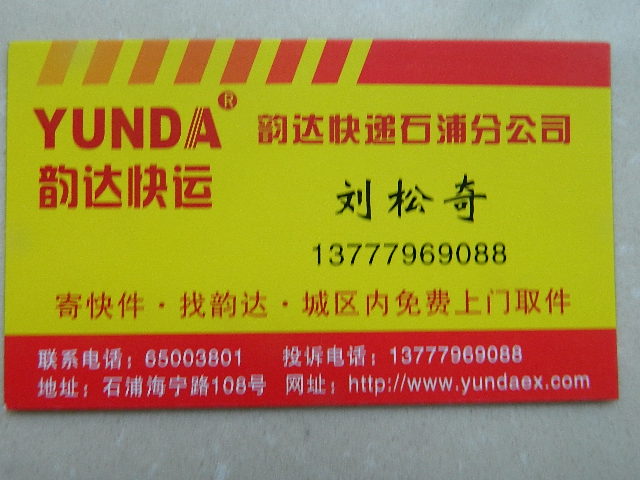 YUNDA®
韵达快运
韵达快递石浦分公司
刘松奇
13777969088
寄快件·找韵达·城区内免费上门取件
联系电话：65003801 投诉电话：13777969088
地址：石浦海宁路108号 网址：http://www.yundaex.com